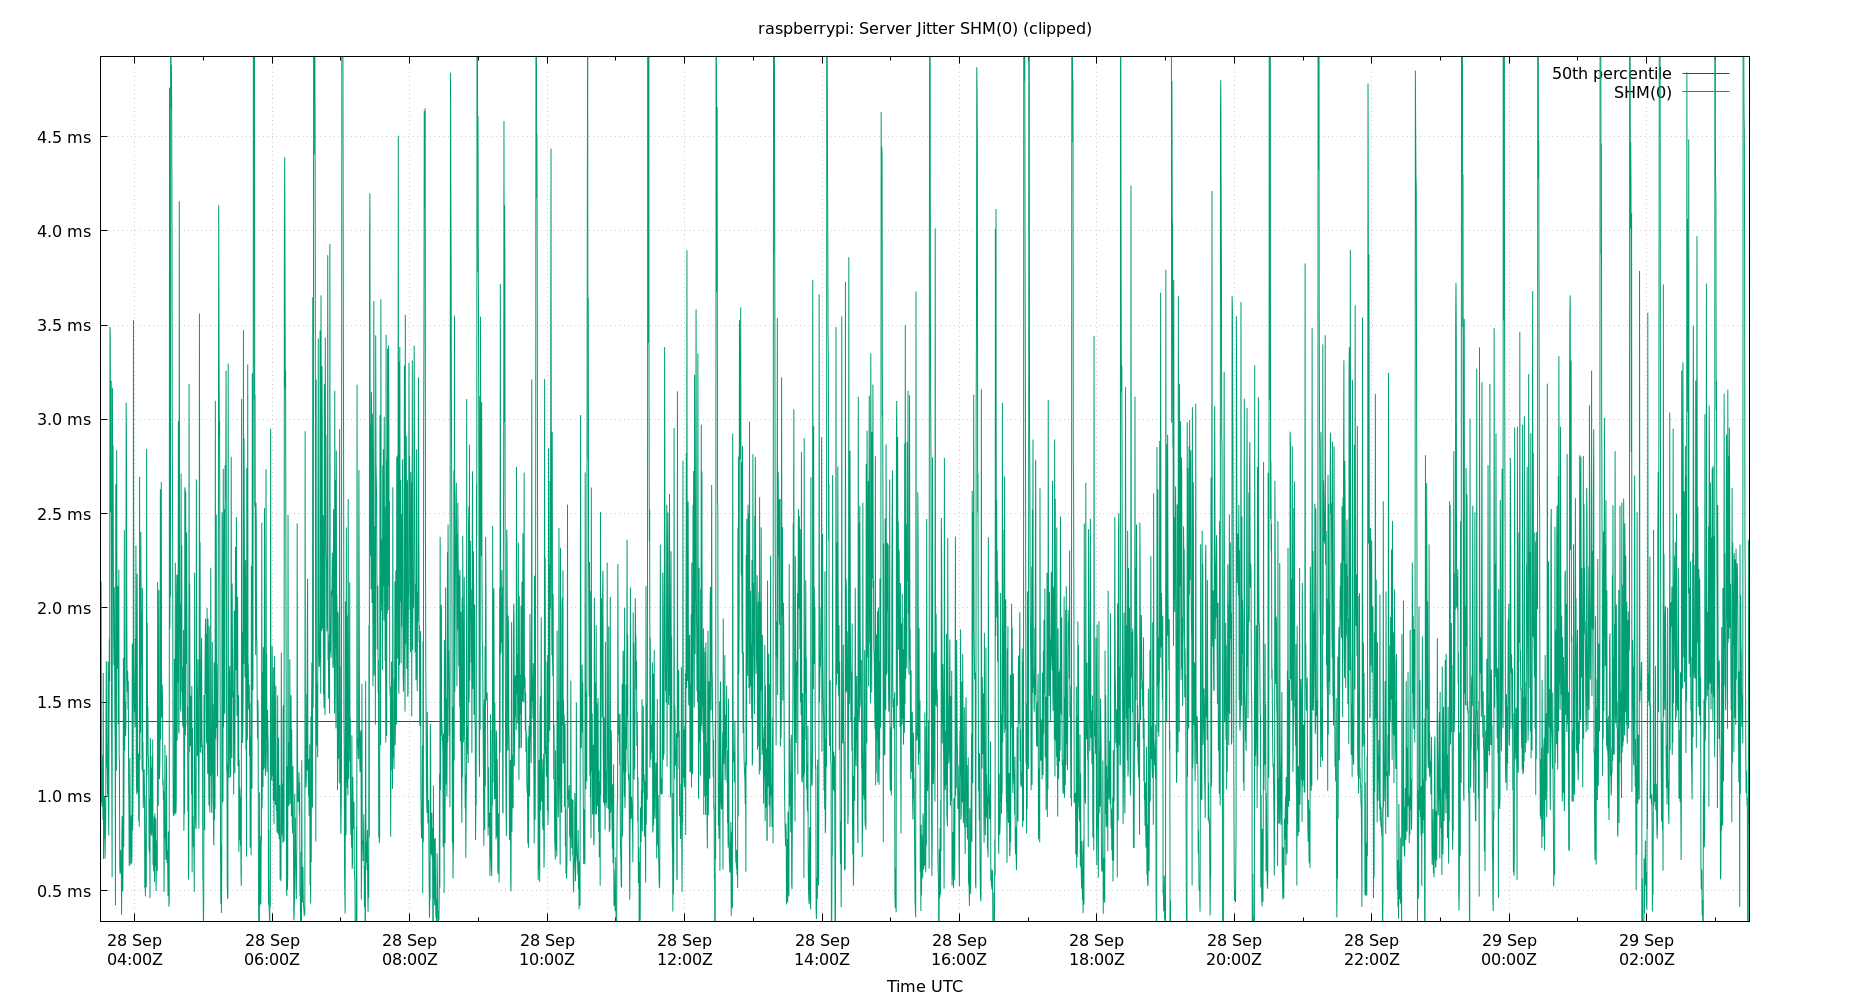 raspberrypi: Server Jitter SHM(0) (clipped)
50th percentile
SHM(0)
4.5 ms
4.0 ms
3.5 ms
3.0 ms
2.5 ms
2.0 ms
1.5 ms
1.0 ms
0.5 ms
28 Sep 28 Sep 28 Sep 28 Sep 28 Sep 28 Sep 28 Sep 28 Sep 28 Sep 28 Sep 29 Sep 29 Sep
04:00Z 06:00Z 08:00Z 10:00Z 12:00Z 14:00Z 16:00Z 18:00Z 20:00Z 22:00Z 00:00Z 02:00Z
Time UTC